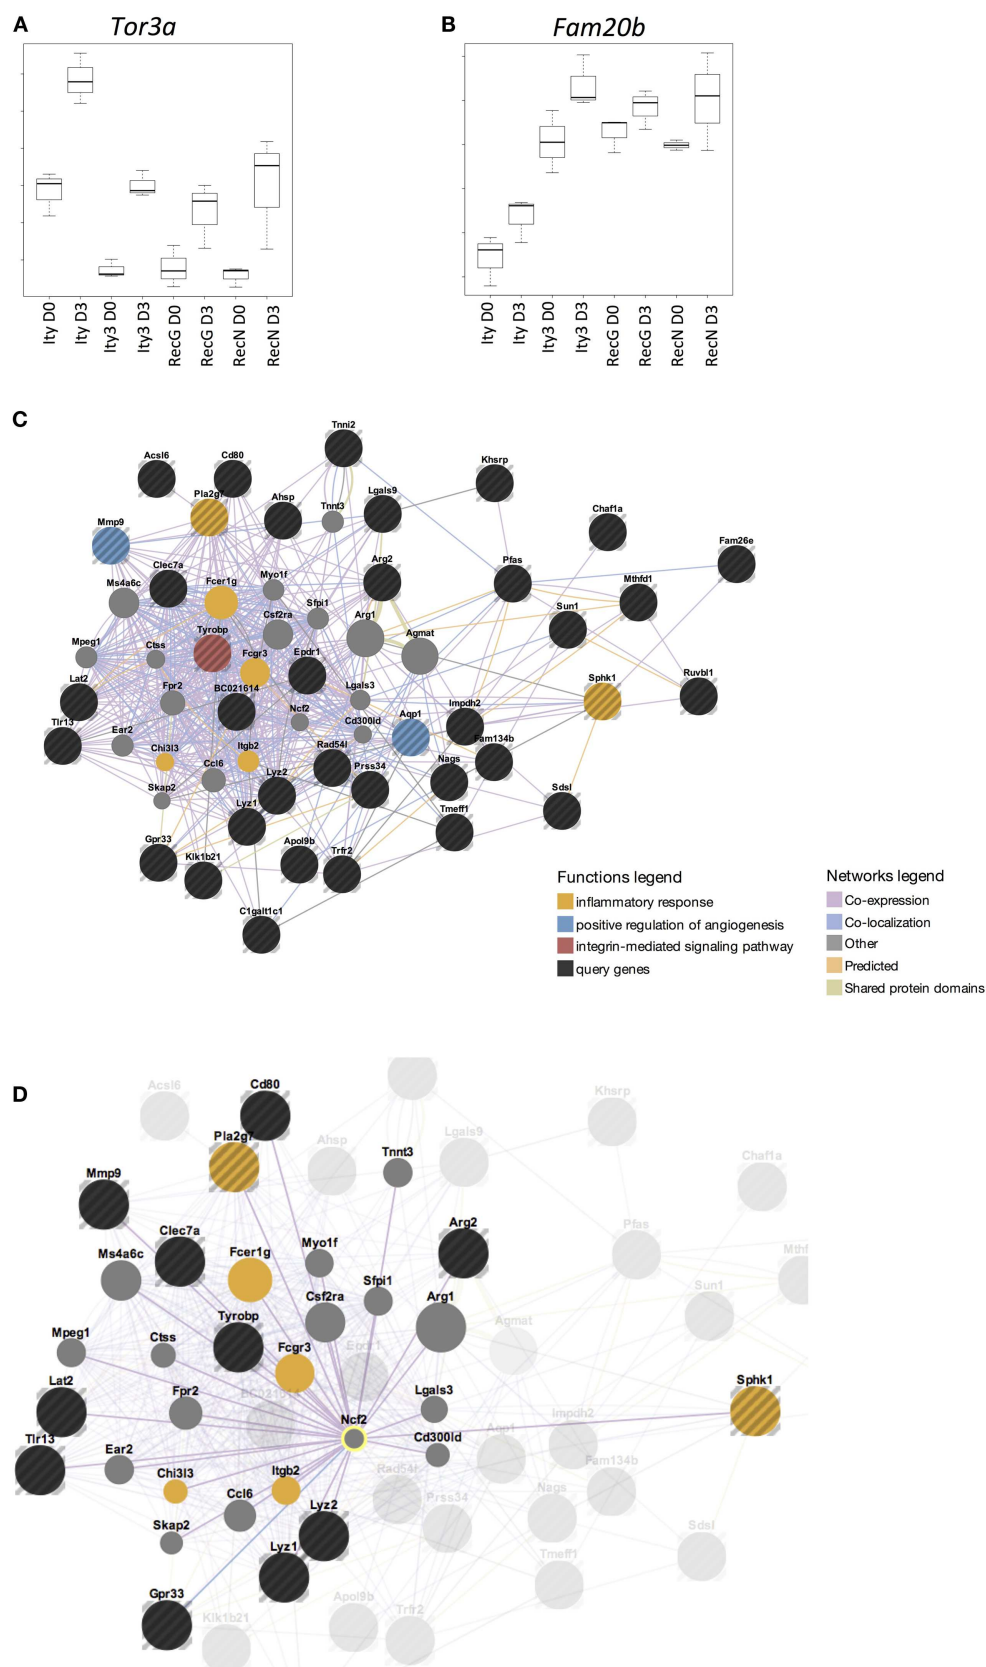 A
Tor3a
Ity D0
Ity D3
Ity3 D0
Ity3 D3
RecG D0
RecG D3
RecN D0
RecN D3
B
Fam20b
Ity D0
Ity D3
Ity3 D0
Ity3 D3
RecG D0
RecG D3
RecN D0
RecN D3
C
Tnni2
Acsl6
Cd80
Khsrp
Pla2g7
Ahsp
Tnnt3
Lgals9
Chaf1a
Mmp9
Fam26e
Clec7a
Arg2
Pfas
Ms4a6c
Fcer1g
Myo1f
Mthfd1
Sfpi1
Sun1
Csf2ra
Arg1
Tyrobp
Agmat
Mpeg1
Ctss
Fcgr3
Epdr1
Lat2
Fpr2
BC021614
Lgals3
Sphk1
Ruvbl1
Ncf2
Impdh2
Tlr13
Ear2
Cd300ld
Aqp1
Chi3l3
Itgb2
Rad54l
Fam134b
Ccl6
Lyz2
Prss34
Nags
Skap2
Lyz1
Tmeff1
Sdsl
Gpr33
Klk1b21
Apol9b
Trfr2
C1galt1c1
Functions legend
inflammatory response
positive regulation of angiogenesis
integrin-mediated signaling pathway
query genes
Networks legend
Co-expression
Co-localization
Other
Predicted
Shared protein domains
D
Acsl6
Cd80
Khsrp
Pla2g7
Ahsp
Tnnt3
Lgals9
Chaf1a
Mmp9
Clec7a
Arg2
Pfas
Ms4a6c
Fcer1g
Myo1f
Mthf
Sfpi1
Sun1
Csf2ra
Arg1
Tyrobp
Agmat
Mpeg1
Ctss
Fcgr3
Epdr1
Lat2
Fpr2
BC021614
Lgals3
Sphk1
Ncf2
Impdh2
Tlr13
Ear2
Cd300ld
Aqp1
Chi3l3
Itgb2
Rad54l
Fam134b
Ccl6
Lyz2
Prss34
Nags
Skap2
Lyz1
Tmeff1
Sdsl
Gpr33
Klk1b21
Apol9b
Trfr2